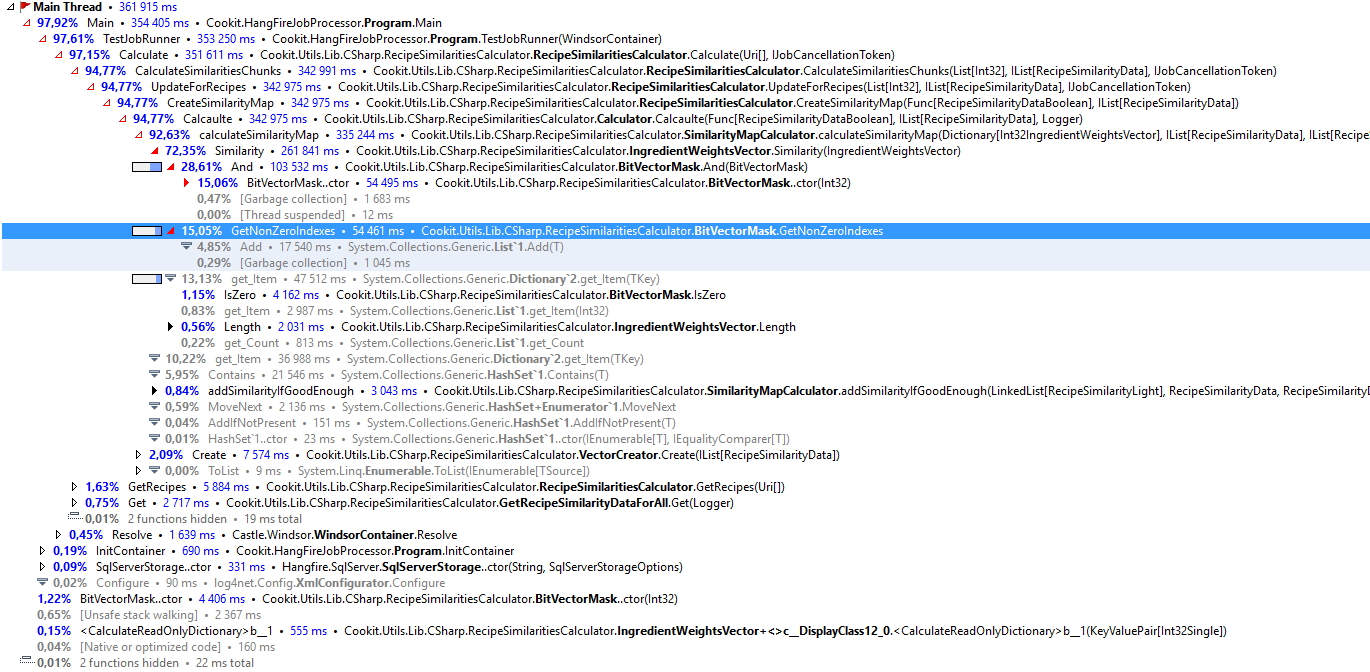 Main Thread • 361 915 ms
97,92% Main • 354 405 ms • Cookit.HangFireJobProcessor.Program.Main
97,61% TestJobRunner • 353 250 ms • Cookit.HangFireJobProcessor.Program.TestJobRunner(WindsorContainer)
97,15% Calculate • 351 611 ms • Cookit.Utils.Lib.CSharp.RecipeSimilaritiesCalculator.RecipeSimilaritiesCalculator.Calculate(Uri[], IJobCancellationToken)
94,77% CalculateSimilaritiesChunks • 342 991 ms • Cookit.Utils.Lib.CSharp.RecipeSimilaritiesCalculator.RecipeSimilaritiesCalculator.CalculateSimilaritiesChunks(List[Int32], IList[RecipeSimilarityData], IJobCancellationToken)
94,77% UpdateForRecipes • 342 975 ms • Cookit.Utils.Lib.CSharp.RecipeSimilaritiesCalculator.RecipeSimilaritiesCalculator.UpdateForRecipes(List[Int32], IList[RecipeSimilarityData], IJobCancellationToken)
94,77% CreateSimilarityMap • 342 975 ms • Cookit.Utils.Lib.CSharp.RecipeSimilaritiesCalculator.RecipeSimilaritiesCalculator.CreateSimilarityMap(Func[RecipeSimilarityDataBoolean], IList[RecipeSimilarityData])
94,77% Calcaulte • 342 975 ms • Cookit.Utils.Lib.CSharp.RecipeSimilaritiesCalculator.Calculator.Calcaulte(Func[RecipeSimilarityDataBoolean], IList[RecipeSimilarityData], Logger)
92,63% calculateSimilarityMap • 335 244 ms • Cookit.Utils.Lib.CSharp.RecipeSimilaritiesCalculator.SimilarityMapCalculator.calculateSimilarityMap(Dictionary[Int32IngredientWeightsVector], IList[RecipeSimilarityData], IList[Recipe
72,35% Similarity • 261 841 ms • Cookit.Utils.Lib.CSharp.RecipeSimilaritiesCalculator.IngredientWeightsVector.Similarity(IngredientWeightsVector)
28,61% And • 103 532 ms • Cookit.Utils.Lib.CSharp.RecipeSimilaritiesCalculator.BitVectorMask.And(BitVectorMask)
15,06% BitVectorMask..ctor • 54 495 ms • Cookit.Utils.Lib.CSharp.RecipeSimilaritiesCalculator.BitVectorMask..ctor(Int32)
0,47% [Garbage collection] • 1 683 ms
0,00% [Thread suspended] • 12 ms
15,05% GetNonZeroIndexes • 54 461 ms • Cookit.Utils.Lib.CSharp.RecipeSimilaritiesCalculator.BitVectorMask.GetNonZeroIndexes
4,85% Add • 17 540 ms • System.Collections.Generic.List`1.Add(T)
0,29% [Garbage collection] • 1 045 ms
13,13% get_Item • 47 512 ms • System.Collections.Generic.Dictionary`2.get_Item(TKey)
1,15% IsZero • 4 162 ms • Cookit.Utils.Lib.CSharp.RecipeSimilaritiesCalculator.BitVectorMask.IsZero
0,83% get_Item • 2 987 ms • System.Collections.Generic.List`1.get_Item(Int32)
0,56% Length • 2 031 ms • Cookit.Utils.Lib.CSharp.RecipeSimilaritiesCalculator.IngredientWeightsVector.Length
0,22% get_Count • 813 ms • System.Collections.Generic.List`1.get_Count
10,22% get_Item • 36 988 ms • System.Collections.Generic.Dictionary`2.get_Item(TKey)
5,95% Contains • 21 546 ms • System.Collections.Generic.HashSet`1.Contains(T)
0,84% addSimilarityIfGoodEnough • 3 043 ms • Cookit.Utils.Lib.CSharp.RecipeSimilaritiesCalculator.SimilarityMapCalculator.addSimilarityIfGoodEnough(LinkedList[RecipeSimilarityLight], RecipeSimilarityData, RecipeSimilarityD
0,59% MoveNext • 2 136 ms • System.Collections.Generic.HashSet+Enumerator`1.MoveNext
0,04% AddIfNotPresent • 151 ms • System.Collections.Generic.HashSet`1.AddIfNotPresent(T)
0,01% HashSet`1..ctor • 23 ms • System.Collections.Generic.HashSet`1..ctor(IEnumerable[T], IEqualityComparer[T])
2,09% Create • 7 574 ms • Cookit.Utils.Lib.CSharp.RecipeSimilaritiesCalculator.VectorCreator.Create(IList[RecipeSimilarityData])
0,00% ToList • 9 ms • System.Linq.Enumerable.ToList(IEnumerable[TSource])
1,63% GetRecipes • 5 884 ms • Cookit.Utils.Lib.CSharp.RecipeSimilaritiesCalculator.RecipeSimilaritiesCalculator.GetRecipes(Uri[])
0,75% Get • 2 717 ms • Cookit.Utils.Lib.CSharp.RecipeSimilaritiesCalculator.GetRecipeSimilarityDataForAll.Get(Logger)
0,01% 2 functions hidden • 19 ms total
0,45% Resolve • 1 639 ms • Castle.Windsor.WindsorContainer.Resolve
0,19% InitContainer • 690 ms • Cookit.HangFireJobProcessor.Program.InitContainer
0,09% SqlServerStorage..ctor • 331 ms • Hangfire.SqlServer.SqlServerStorage..ctor(String, SqlServerStorageOptions)
0,02% Configure • 90 ms • log4net.Config.XmlConfigurator.Configure
1,22% BitVectorMask..ctor • 4 406 ms • Cookit.Utils.Lib.CSharp.RecipeSimilaritiesCalculator.BitVectorMask..ctor(Int32)
0,65% [Unsafe stack walking] • 2 367 ms
0,15% <CalculateReadOnlyDictionary>b__1 • 555 ms • Cookit.Utils.Lib.CSharp.RecipeSimilaritiesCalculator.IngredientWeightsVector+<>c__DisplayClass12_0.<CalculateReadOnlyDictionary>b__1(KeyValuePair[Int32Single])
0,04% [Native or optimized code] • 160 ms
0,01% 2 functions hidden • 22 ms total